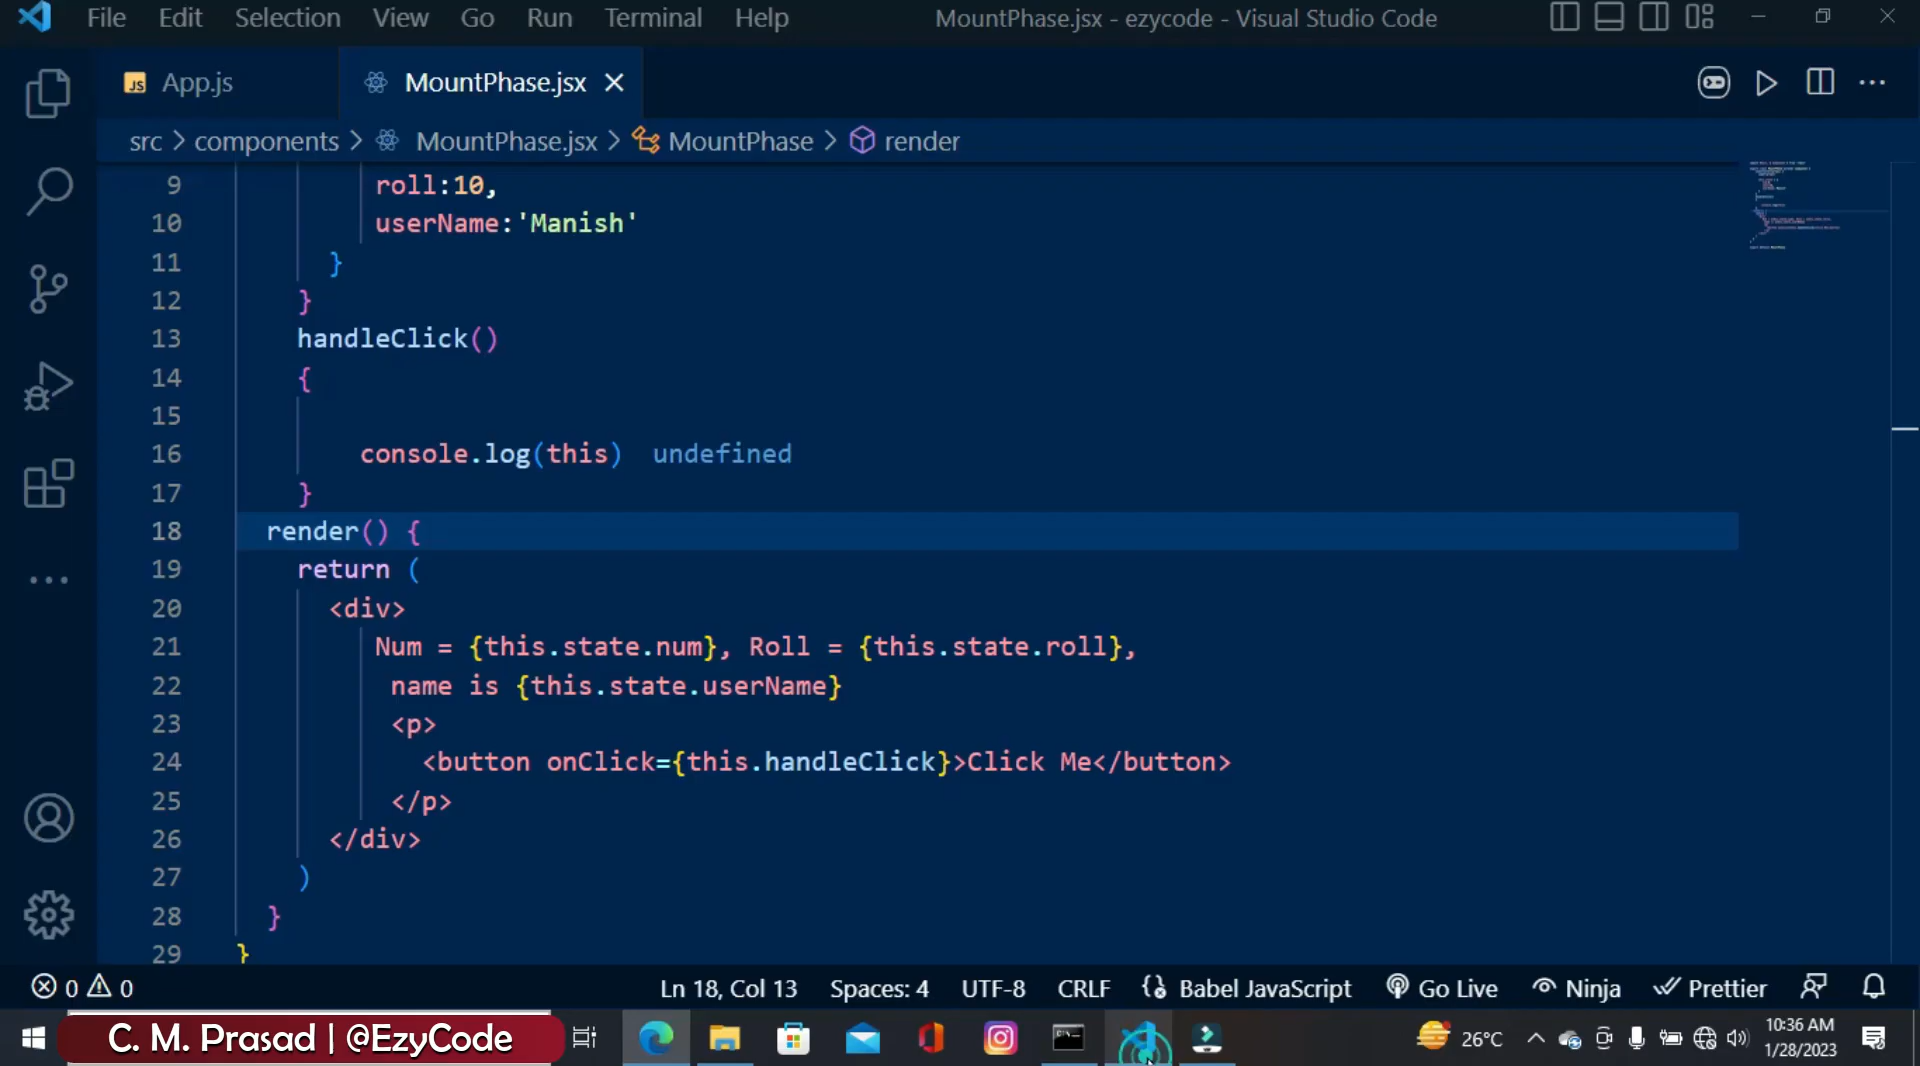 File Edit Selection View Go Run Terminal Help MountPhase.jsx - ezycode - Visual Studio Code
JS App.js MountPhase.jsx
src > components > MountPhase.jsx > MountPhase > render
9 roll:10,
10 userName:'Manish'
11 }
12 }
13 handleClick()
14 {
15
16 console.log(this) undefined
17 }
18 render() {
19 return (
20 <div>
21 Num = {this.state.num}, Roll = {this.state.roll},
22 name is {this.state.userName}
23 <p>
24 <button onClick={this.handleClick}>Click Me</button>
25 </p>
26 </div>
27 )
28 }
29 }
0 0 Ln 18, Col 13 Spaces: 4 UTF-8 CRLF Babel JavaScript Go Live Ninja Prettier
C. M. Prasad | @EzyCode 26°C 10:36 AM
1/28/2023